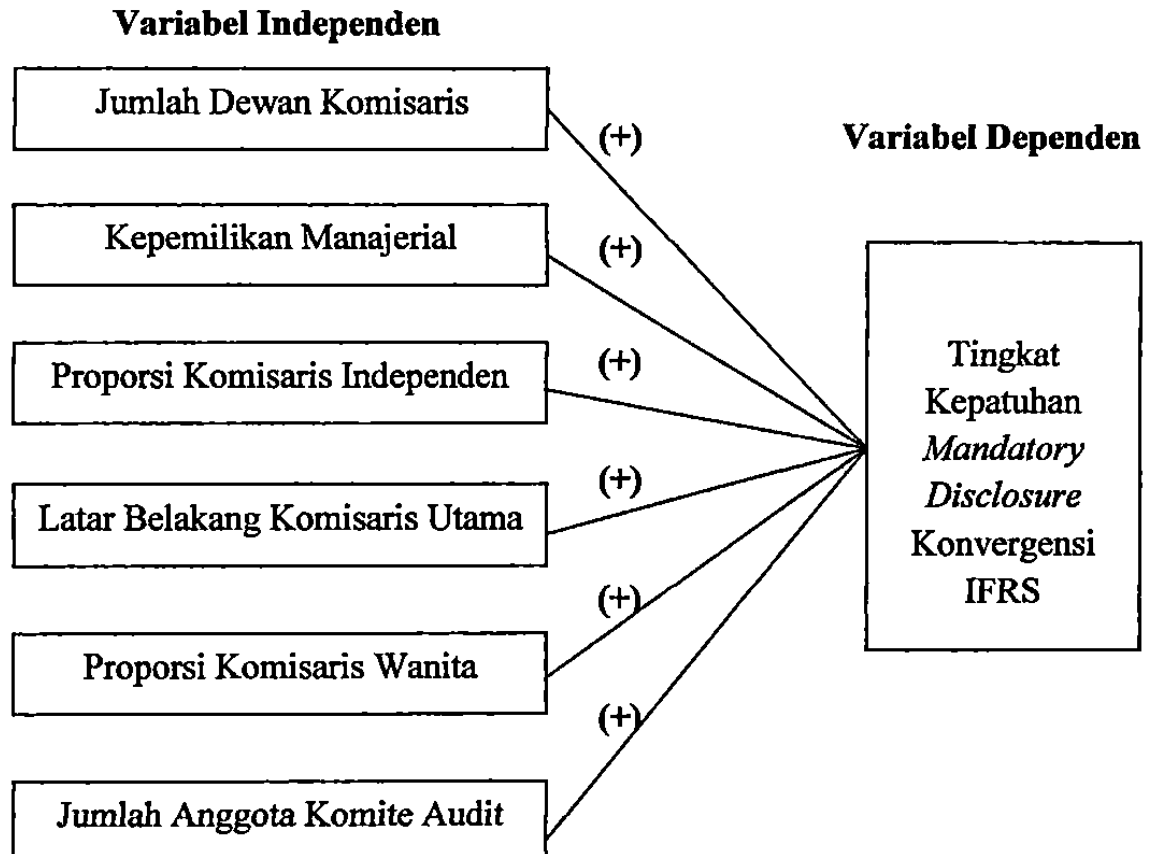 Variabel Independen
Jumlah Dewan Komisaris
(+)
Variabel Dependen
Kepemilikan Manajerial
(+)
Proporsi Komisaris Independen
(+)
Latar Belakang Komisaris Utama
(+)
Proporsi Komisaris Wanita
(+)
Jumlah Anggota Komite Audit
(+)
Tingkat
Kepatuhan
Mandatory
Disclosure
Konvergensi
IFRS